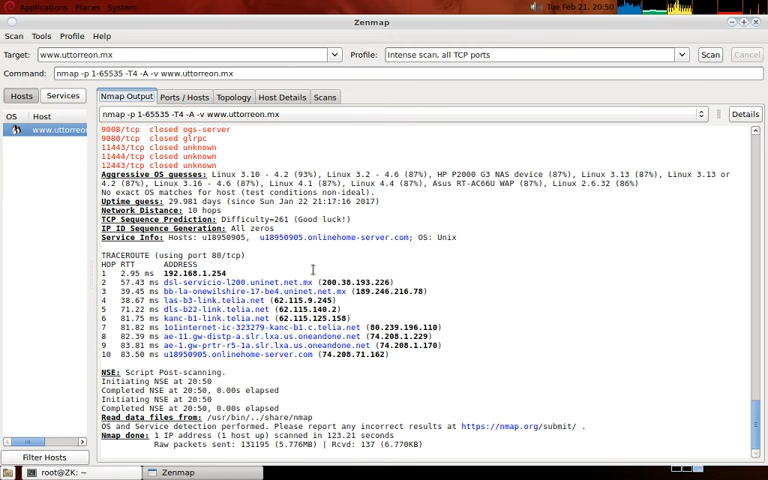 Applications Places System Tue Feb 21, 20:50
Zenmap
Scan Tools Profile Help
Target: www.uttorreon.mx Profile: Intense scan, all TCP ports Scan Cancel
Command: nmap -p 1-65535 -T4 -A -v www.uttorreon.mx
Hosts Services Nmap Output Ports / Hosts Topology Host Details Scans
OS Host
www.uttorreo
nmap -p 1-65535 -T4 -A -v www.uttorreon.mx Details
9008/tcp closed ogs-server
9080/tcp closed glrpc
11443/tcp closed unknown
11444/tcp closed unknown
12443/tcp closed unknown
Aggressive OS guesses: Linux 3.10 - 4.2 (93%), Linux 3.2 - 4.6 (87%), HP P2000 G3 NAS device (87%), Linux 3.13 (87%), Linux 3.13 or
4.2 (87%), Linux 3.16 - 4.6 (87%), Linux 4.1 (87%), Linux 4.4 (87%), Asus RT-AC66U WAP (87%), Linux 2.6.32 (86%)
No exact OS matches for host (test conditions non-ideal).
Uptime guess: 29.981 days (since Sun Jan 22 21:17:16 2017)
Network Distance: 10 hops
TCP Sequence Prediction: Difficulty=261 (Good luck!)
IP ID Sequence Generation: All zeros
Service Info: Hosts: u18950905, u18950905.onlinehome-server.com; OS: Unix
TRACEROUTE (using port 80/tcp)
HOP RTT ADDRESS
1 2.95 ms 192.168.1.254
2 57.43 ms dsl-servicio-l200.uninet.net.mx (200.38.193.226)
3 39.45 ms bb-la-onewilshire-17-be4.uninet.net.mx (189.246.216.78)
4 38.67 ms las-b3-link.telia.net (62.115.9.245)
5 71.22 ms dls-b22-link.telia.net (62.115.140.2)
6 81.75 ms kanc-b1-link.telia.net (62.115.125.158)
7 81.82 ms 1o1internet-ic-323279-kanc-b1.c.telia.net (80.239.196.110)
8 82.39 ms ae-11.gw-distp-a.slr.lxa.us.oneandone.net (74.208.1.229)
9 83.81 ms ae-1.gw-prtr-r5-1a.slr.lxa.us.oneandone.net (74.208.1.170)
10 83.50 ms u18950905.onlinehome-server.com (74.208.71.162)
NSE: Script Post-scanning.
Initiating NSE at 20:50
Completed NSE at 20:50, 0.00s elapsed
Initiating NSE at 20:50
Completed NSE at 20:50, 0.00s elapsed
Read data files from: /usr/bin/../share/nmap
OS and Service detection performed. Please report any incorrect results at https://nmap.org/submit/ .
Nmap done: 1 IP address (1 host up) scanned in 123.21 seconds
Raw packets sent: 131195 (5.776MB) | Rcvd: 137 (6.770KB)
Filter Hosts
root@ZK: ~ Zenmap